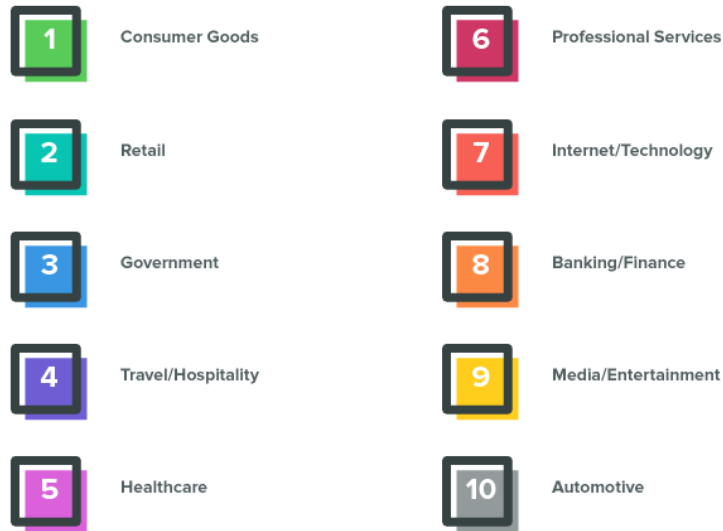 1 Consumer Goods
2 Retail
3 Government
4 Travel/Hospitality
5 Healthcare
6 Professional Services
7 Internet/Technology
8 Banking/Finance
9 Media/Entertainment
10 Automotive